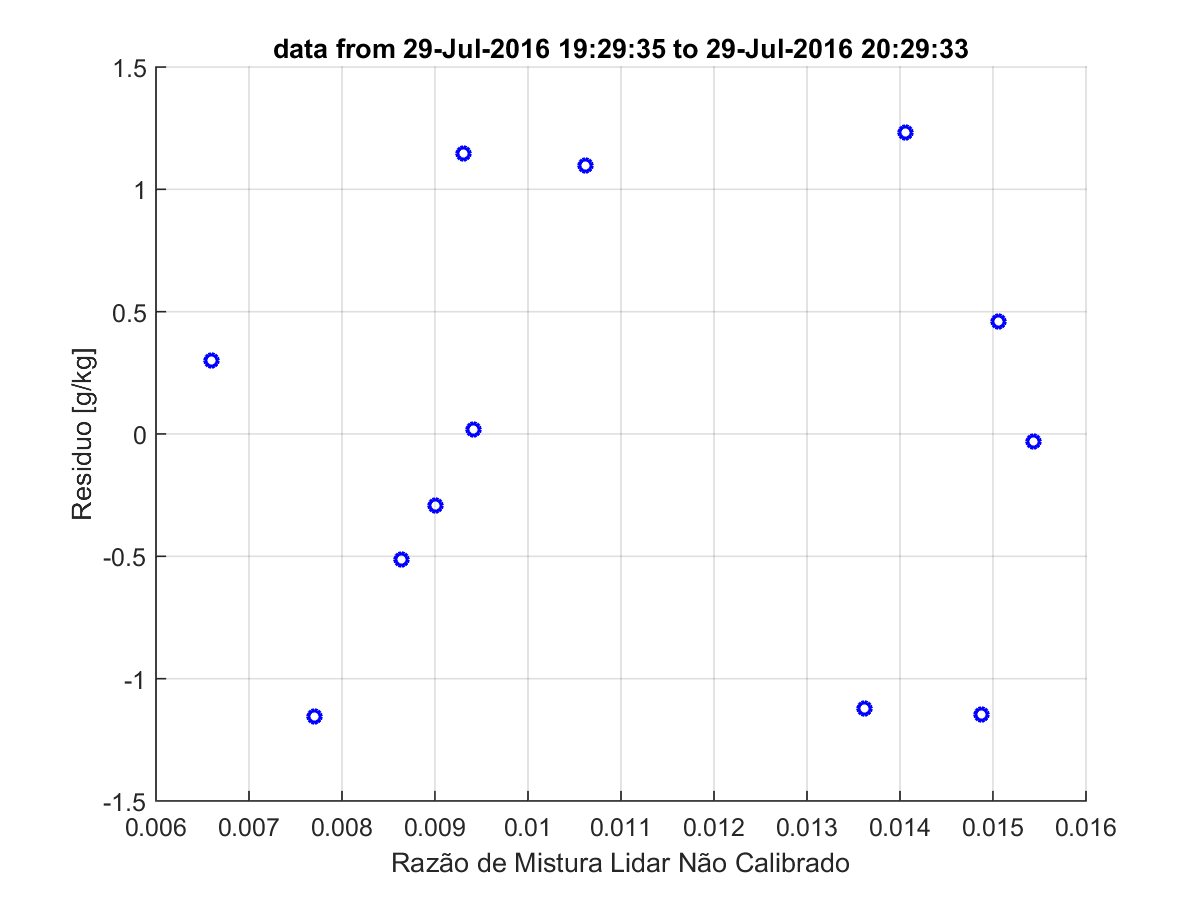 data from 29-Jul-2016 19:29:35 to 29-Jul-2016 20:29:33
1.5
1
0.5
0
-0.5
-1
-1.5
Residuo [g/kg]
0.006 0.007 0.008 0.009 0.01 0.011 0.012 0.013 0.014 0.015 0.016
Razão de Mistura Lidar Não Calibrado